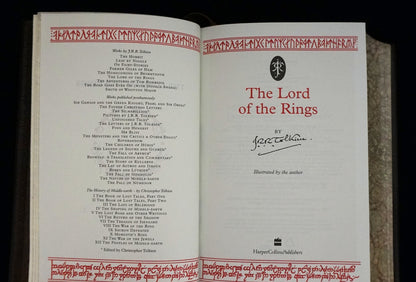 Works by J.R.R. Tolkien
The Hobbit
Leaf by Niggle
On Fairy-Stories
Farmer Giles of Ham
The Homecoming of Beorhtnoth
The Lord of the Rings
The Adventures of Tom Bombadil
The Road Goes Ever On (with Donald Swann)
Smith of Wootton Major
Works published posthumously
Sir Gawain and the Green Knight, Pearl and Sir Orfeo*
The Father Christmas Letters
The Silmarillion*
Pictures by J.R.R. Tolkien*
Unfinished Tales*
The Letters of J.R.R. Tolkien*
Finn and Hengest
Mr Bliss
The Monsters and the Critics & Other Essays*
Roverandom
The Children of Húrin*
The Legend of Sigurd and Gudrún*
The Fall of Arthur*
Beowulf: A Translation and Commentary*
The Story of Kullervo
The Lay of Aotrou and Itroun
Beren and Lúthien*
The Fall of Gondolin*
The Nature of Middle-earth
The Fall of Númenor
The History of Middle-earth – by Christopher Tolkien
I The Book of Lost Tales, Part One
II The Book of Lost Tales, Part Two
III The Lays of Beleriand
IV The Shaping of Middle-earth
V The Lost Road and Other Writings
VI The Return of the Shadow
VII The Treason of Isengard
VIII The War of the Ring
IX Sauron Defeated
X Morgoth's Ring
XI The War of the Jewels
XII The Peoples of Middle-earth
* Edited by Christopher Tolkien
The Lord
of the Rings
BY
J.R.R. Tolkien
Illustrated by the author
HarperCollinsPublishers